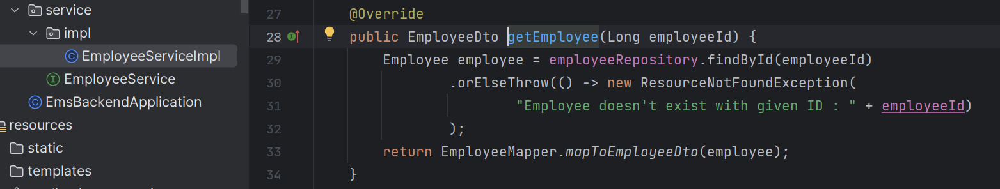 service
impl
EmployeeServiceImpl
EmployeeService
EmsBackendApplication
resources
static
templates
27 @Override
28 public EmployeeDto getEmployee(Long employeeId) {
29 Employee employee = employeeRepository.findById(employeeId)
30 .orElseThrow(() -> new ResourceNotFoundException(
31 "Employee doesn't exist with given ID : " + employeeId)
32 );
33 return EmployeeMapper.mapToEmployeeDto(employee);
34 }